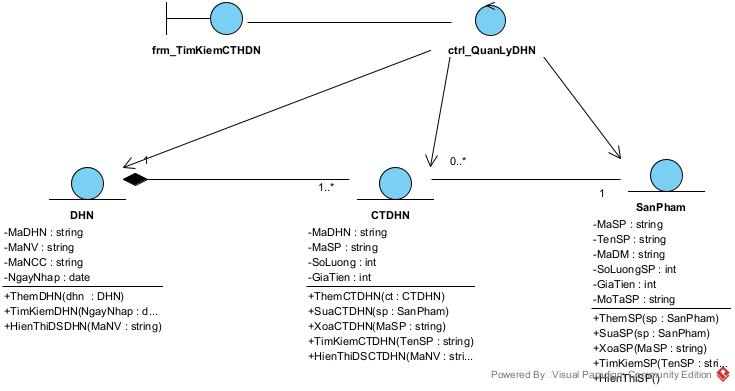 frm_TimKiemCTHDN
ctrl_QuanLyDHN
1
1..*
0..*
1
DHN
-MaDHN : string
-MaNV : string
-MaNCC : string
-NgayNhap : date
+ThemDHN(dhn : DHN)
+TimKiemDHN(NgayNhap : d...
+HienThiDSDHN(MaNV : string)
CTDHN
-MaDHN : string
-MaSP : string
-SoLuong : int
-GiaTien : int
+ThemCTDHN(ct : CTDHN)
+SuaCTDHN(sp : SanPham)
+XoaCTDHN(MaSP : string)
+TimKiemCTDHN(TenSP : string)
+HienThiDSCTDHN(MaNV : stri...
SanPham
-MaSP : string
-TenSP : string
-MaDM : string
-SoLuongSP : int
-GiaTien : int
-MoTaSP : string
+ThemSP(sp : SanPham)
+SuaSP(sp : SanPham)
+XoaSP(MaSP : string)
+TimKiemSP(TenSP : stri...
+HienThiSP()
Powered By Visual Paradigm Community Edition